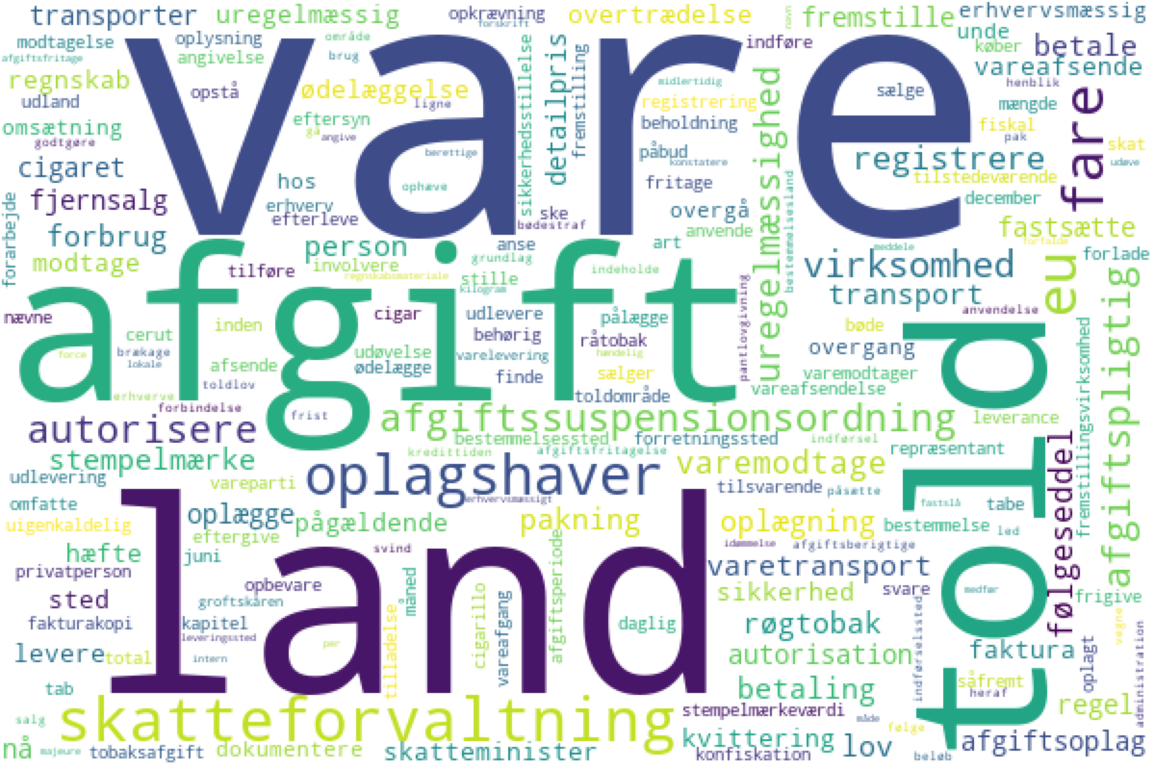 vare
afgift
land
told
skatteforvaltning
oplagshaver
afgiftssuspensionsordning
fare
eu
autorisere
registrere
virksomhed
uregelmæssighed
afgiftspligtig
følgeseddel
transporter
uregelmæssig
opkrævning
forskrift
overtrædelse
navn
fremstille
erhvervsmæssig
modtagelse
oplysning
område
indføre
unde
køber
betale
afgiftsfritage
angivelse
brug
vareafsende
regnskab
opstå
ødelæggelse
ligne
sikkerhedsstillelse
detailpris
fremstilling
midlertidig
sælge
henblik
udland
registrering
mængde
omsætning
eftersyn
gå
angive
beholdning
fiskal
pak
godtgøre
berettige
påbud
konstatere
skat
udøve
cigaret
hos
ophæve
fritage
tilstedeværende
fjernsalg
erhverv
efterleve
ske
bødestraf
overgå
anvende
december
forarbejde
forbrug
person
anse
grundlag
art
bestemmelsesland
meddele
fastsætte
forfalde
forlade
modtage
tilføre
involvere
regnskabsmateriale
stille
kilogram
indeholde
pantlovgivning
transport
nævne
cerut
inden
cigar
udlevere
pålægge
anvendelse
behørig
råtobak
bøde
overgang
force
brækage
lokale
afsende
udøvelse
ødelægge
varelevering
hændelig
finde
sælger
varemodtager
toldlov
erhverve
toldområde
vareafsendelse
forbindelse
frist
leverance
fremstillingsvirksomhed
bestemmelsessted
forretningssted
indførsel
repræsentant
stempelmærke
kredittiden
afgiftsfritagelse
varemodtage
udlevering
vareparti
erhvervsmæssigt
tilsvarende
påsætte
omfatte
fastslå
tabe
uigenkaldelig
oplægge
pågældende
pakning
oplægning
bestemmelse
led
eftergive
hæfte
juni
svind
idømmelse
afgiftsberigtige
privatperson
opbevare
måned
afgiftsperiode
varetransport
sted
groftskåren
sikkerhed
svare
medfør
frigive
fakturakopi
kapitel
leveringssted
tilladelse
cigarillo
vareafgang
daglig
røgtobak
indførselssted
vegne
administration
levere
total
intern
per
autorisation
faktura
oplagt
tab
betaling
såfremt
heraf
regel
salg
stempelmærkeværdi
måde
følge
nå
majeure
tobaksafgift
dokumentere
skatteminister
kvittering
konfiskation
lov
beløb
afgiftsoplag